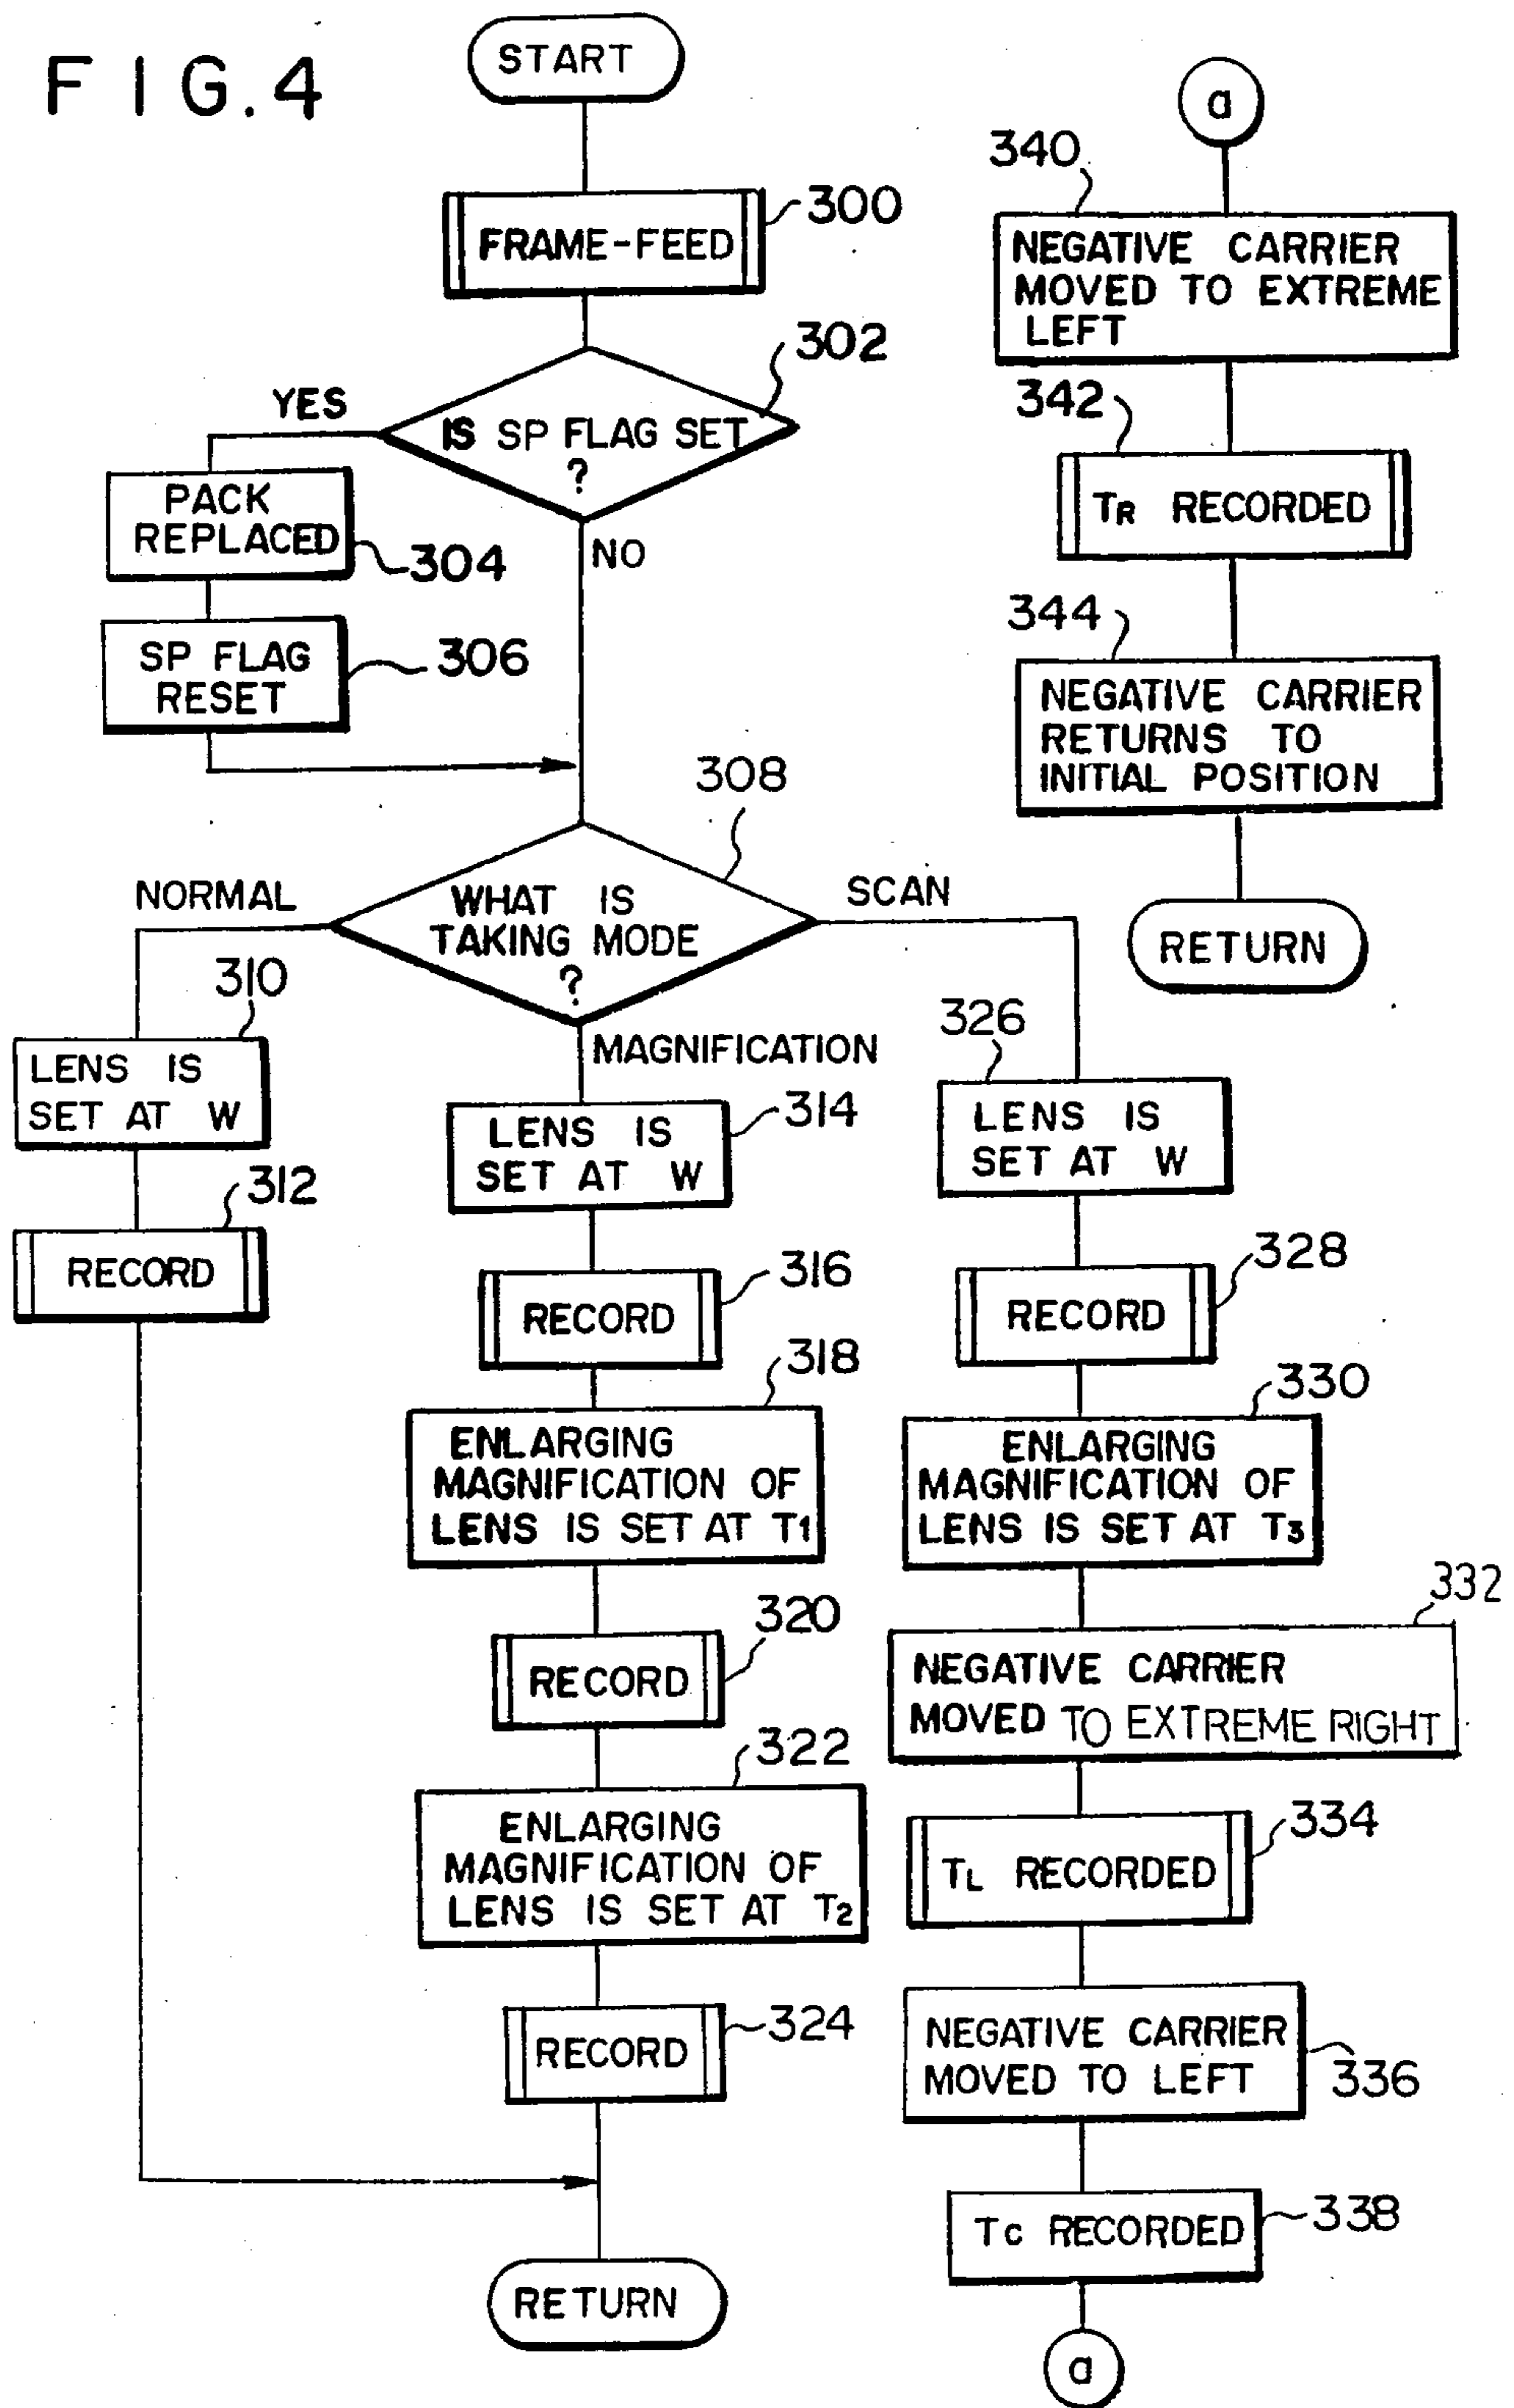 FIG.4
START
FRAME-FEED
300
302
YES
IS SP FLAG SET
?
NO
PACK
REPLACED
304
SP FLAG
RESET
306
308
NORMAL
WHAT IS
TAKING MODE
?
SCAN
MAGNIFICATION
310
LENS IS
SET AT W
312
RECORD
LENS IS
SET AT W
314
RECORD
316
318
ENLARGING
MAGNIFICATION OF
LENS IS SET AT T1
320
RECORD
322
ENLARGING
MAGNIFICATION OF
LENS IS SET AT T2
RECORD
324
RETURN
326
LENS IS
SET AT W
328
RECORD
330
ENLARGING
MAGNIFICATION OF
LENS IS SET AT T3
332
NEGATIVE CARRIER
MOVED TO EXTREME RIGHT
334
TL RECORDED
NEGATIVE CARRIER
MOVED TO LEFT
336
TC RECORDED
338
a
a
340
NEGATIVE CARRIER
MOVED TO EXTREME
LEFT
342
TR RECORDED
344
NEGATIVE CARRIER
RETURNS TO
INITIAL POSITION
RETURN